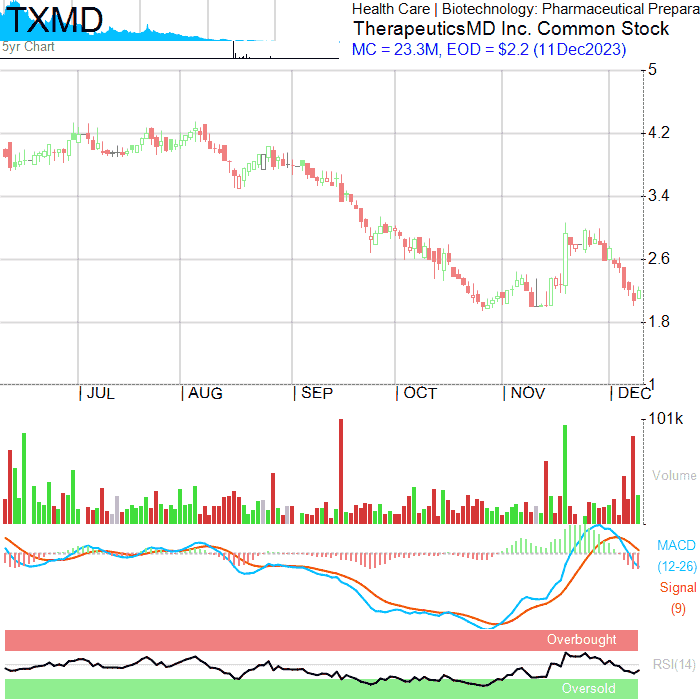 TXMD
5yr Chart
Health Care | Biotechnology: Pharmaceutical Prepara
TherapeuticsMD Inc. Common Stock
MC = 23.3M, EOD = $2.2 (11Dec2023)
5
4.2
3.4
2.6
1.8
1
| JUL | AUG | SEP | OCT | NOV | DEC
101k
Volume
MACD
(12-26)
Signal
(9)
Overbought
RSI(14)
Oversold